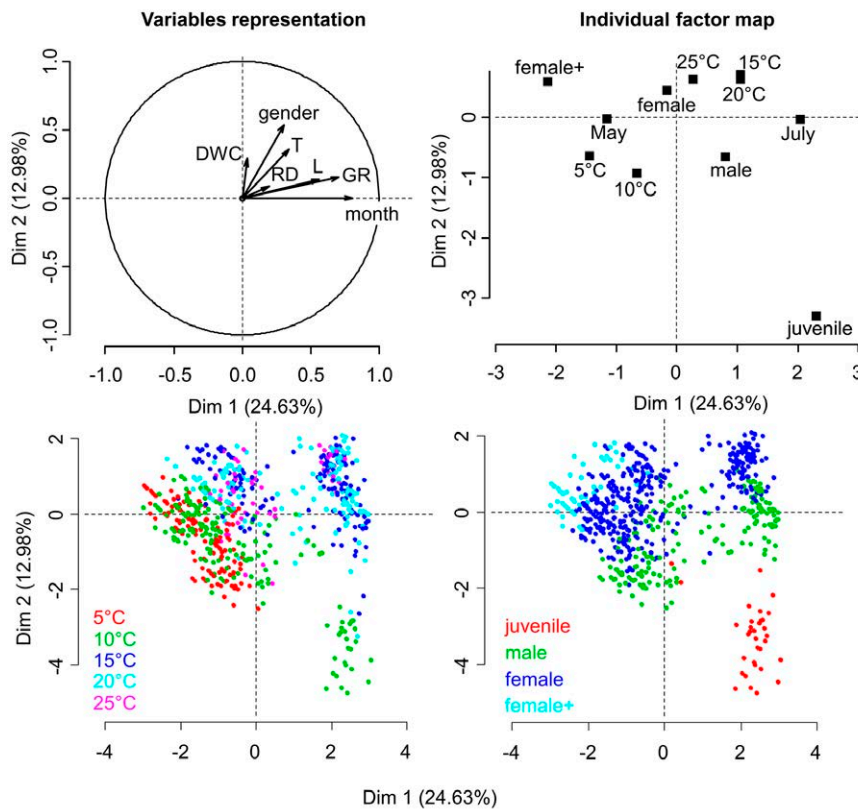 Variables representation
Individual factor map
Dim 2 (12.98%)
1.0
0.5
0.0
-0.5
-1.0
gender
DWC
T
RD
L
GR
month
-1.0 -0.5 0.0 0.5 1.0
Dim 1 (24.63%)
Dim 2 (12.98%)
0
-1
-2
-3
female+
25°C
15°C
female
20°C
May
July
5°C
10°C
male
juvenile
-3 -2 -1 0 1 2 3
Dim 1 (24.63%)
Dim 2 (12.98%)
2
0
-2
-4
5°C
10°C
15°C
20°C
25°C
-4 -2 0 2 4
2
0
-2
-4
juvenile
male
female
female+
-4 -2 0 2 4
Dim 1 (24.63%)